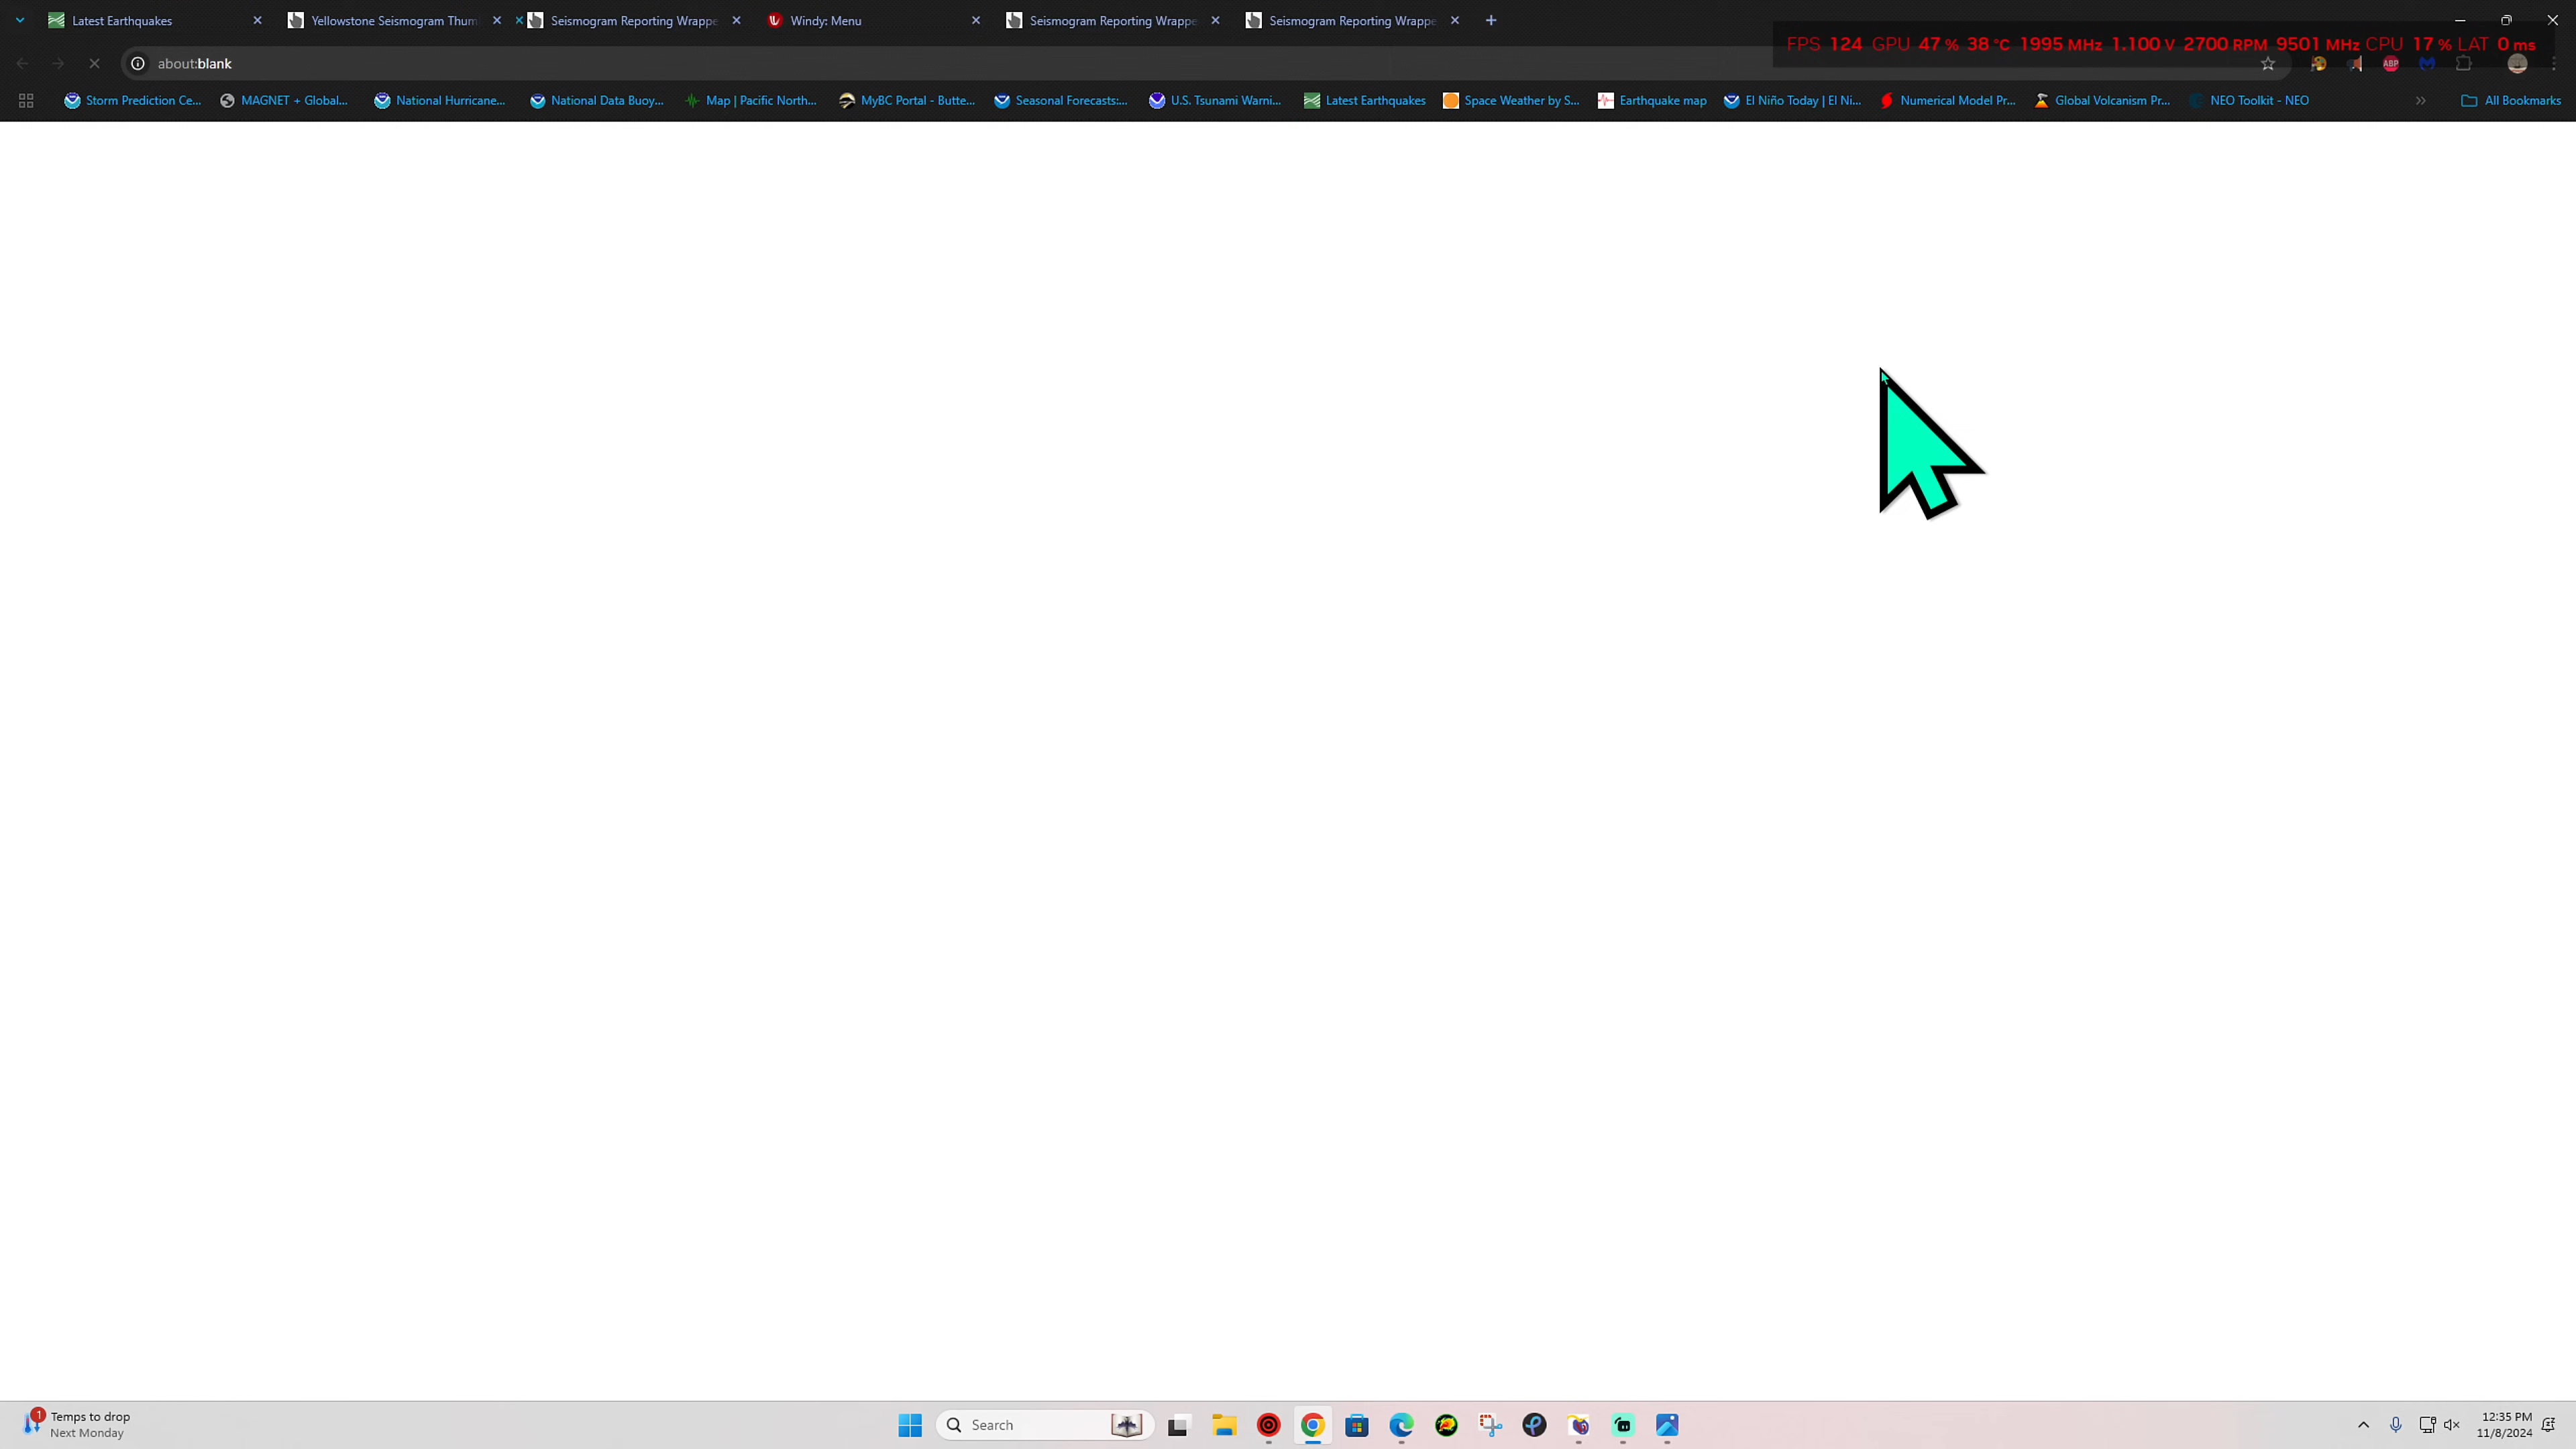 Latest Earthquakes
Yellowstone Seismogram Thum
Seismogram Reporting Wrappe
Windy: Menu
Seismogram Reporting Wrappe
Seismogram Reporting Wrappe
FPS 124 GPU 47 % 38 °C 1995 MHz 1.100 V 2700 RPM 9501 MHz CPU 17 % LAT 0 ms
about:blank
ABP
Storm Prediction Ce...
MAGNET + Global...
National Hurricane...
National Data Buoy...
Map | Pacific North...
MyBC Portal - Butte...
Seasonal Forecasts:...
U.S. Tsunami Warni...
Latest Earthquakes
Space Weather by S...
Earthquake map
El Niño Today | El Ni...
Numerical Model Pr...
Global Volcanism Pr...
NEO Toolkit - NEO
All Bookmarks
1
Temps to drop
Next Monday
Search
12:35 PM
11/8/2024